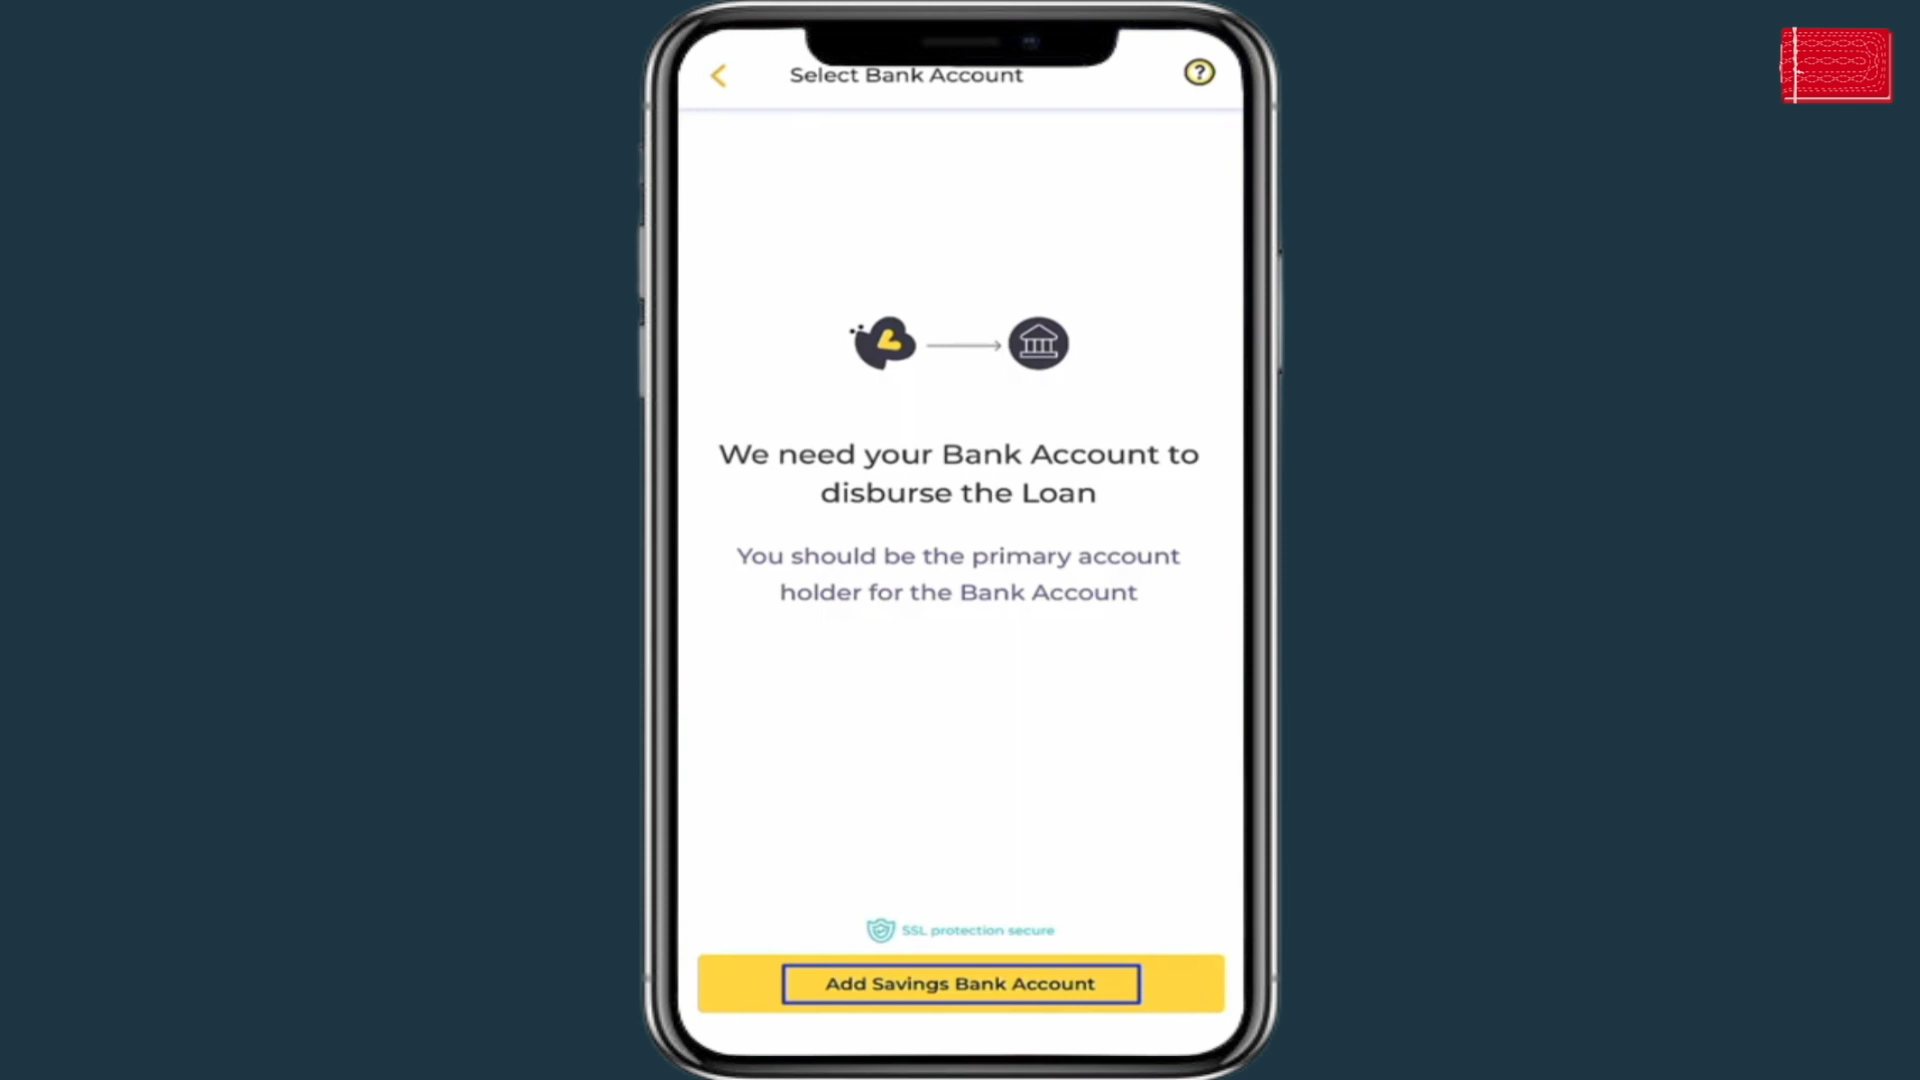 Select Bank Account
?
We need your Bank Account to
disburse the Loan
You should be the primary account
holder for the Bank Account
SSL protection secure
Add Savings Bank Account